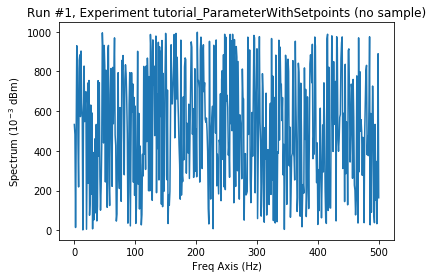 Run #1, Experiment tutorial_ParameterWithSetpoints (no sample)
1000
800
600
400
200
0
Spectrum (10⁻³ dBm)
0 100 200 300 400 500
Freq Axis (Hz)